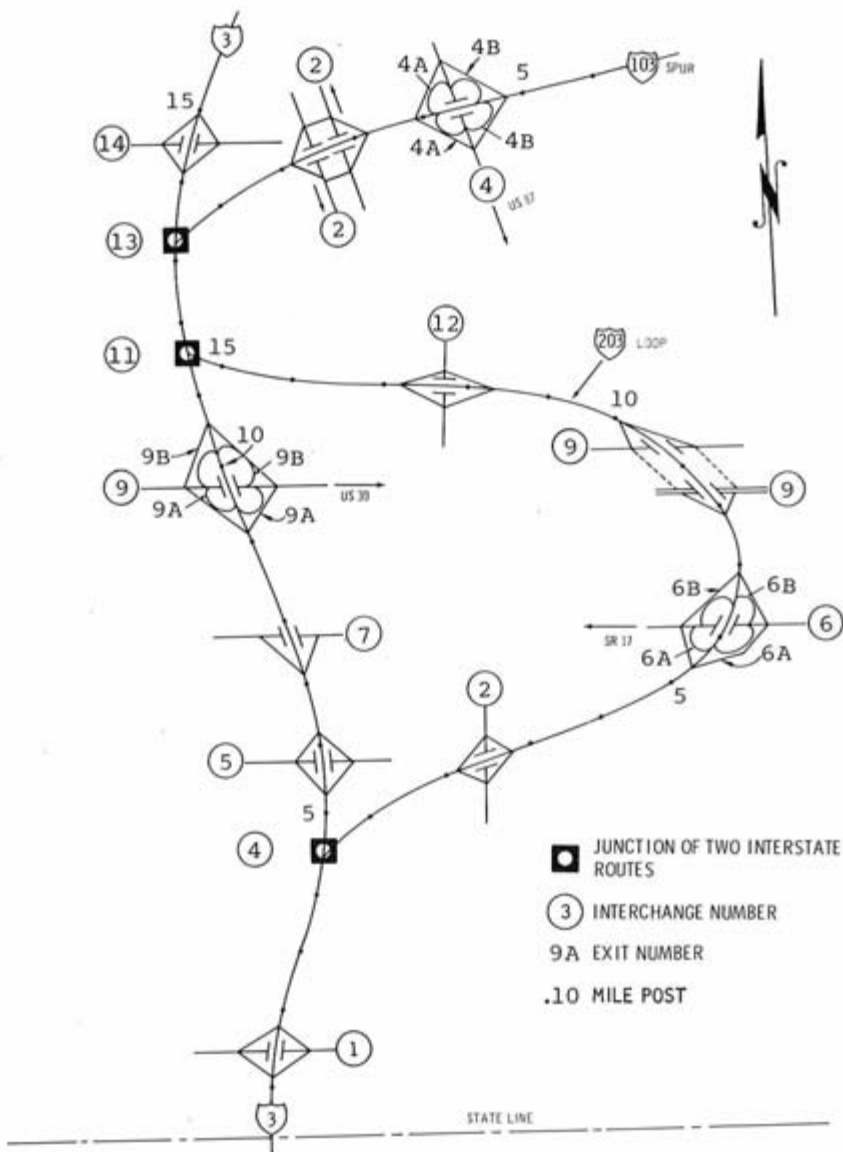 3
2
4A
4B
5
103
SPUR
15
14
4A
4B
4
2
US 17
13
N
12
11
15
203
LOOP
10
10
9B
9B
9
9
9
9A
9A
US 30
6B
6B
7
6
SR 17
6A
6A
2
5
5
5
4
JUNCTION OF TWO INTERSTATE
ROUTES
3 INTERCHANGE NUMBER
9A EXIT NUMBER
.10 MILE POST
1
3
STATE LINE